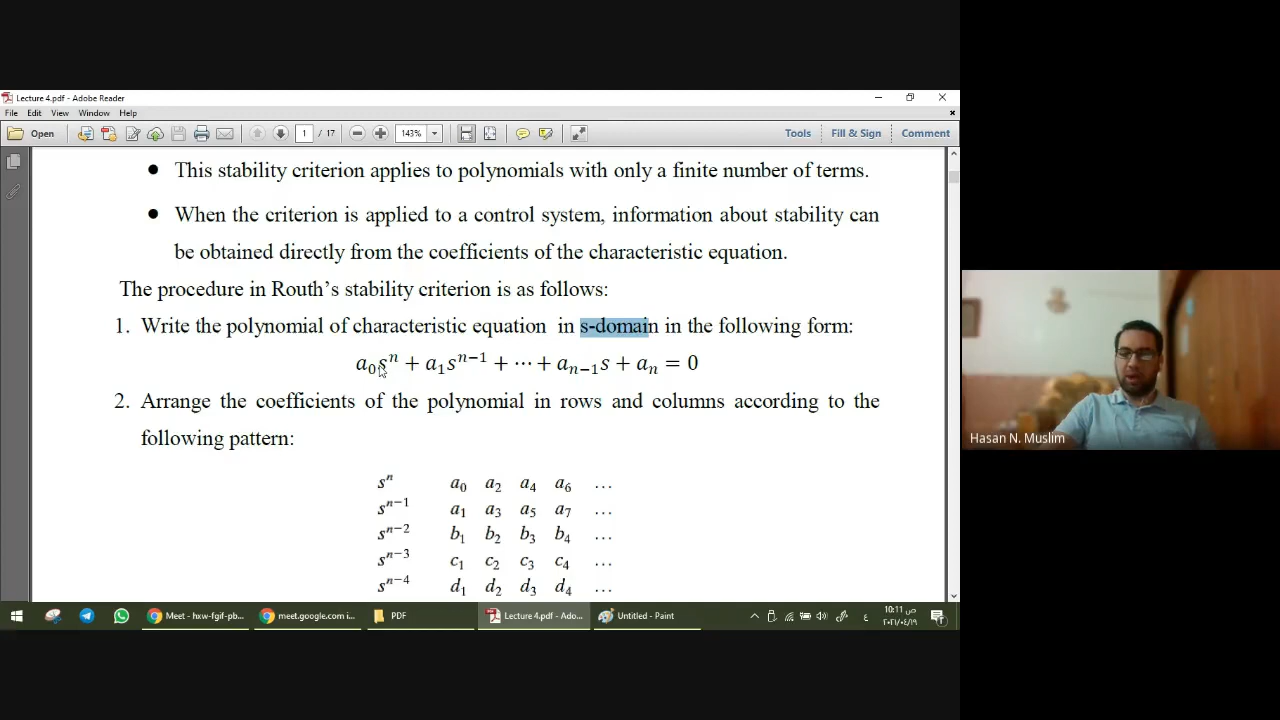 Lecture 4.pdf - Adobe Reader
File Edit View Window Help
Open 1 / 17 143% Tools Fill & Sign Comment
• This stability criterion applies to polynomials with only a finite number of terms.
• When the criterion is applied to a control system, information about stability can
be obtained directly from the coefficients of the characteristic equation.
The procedure in Routh's stability criterion is as follows:
1. Write the polynomial of characteristic equation in s-domain in the following form:
a₀sⁿ + a₁sⁿ⁻¹ + ⋯ + aₙ₋₁s + aₙ = 0
2. Arrange the coefficients of the polynomial in rows and columns according to the
following pattern:
sⁿ a₀ a₂ a₄ a₆ …
sⁿ⁻¹ a₁ a₃ a₅ a₇ …
sⁿ⁻² b₁ b₂ b₃ b₄ …
sⁿ⁻³ c₁ c₂ c₃ c₄ …
sⁿ⁻⁴ d₁ d₂ d₃ d₄ …
Hasan N. Muslim
Meet - hxw-fgif-pb... meet.google.com i... PDF Lecture 4.pdf - Ado... Untitled - Paint ع 10:11 ص
٢٠٢١/٠٤/١٩